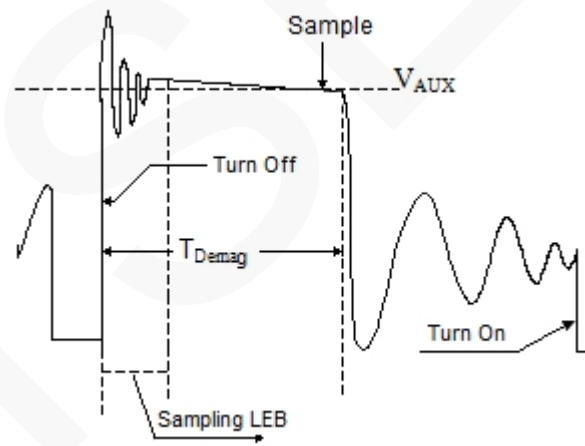 Sample
VAUX
Turn Off
TDemag
Turn On
Sampling LEB